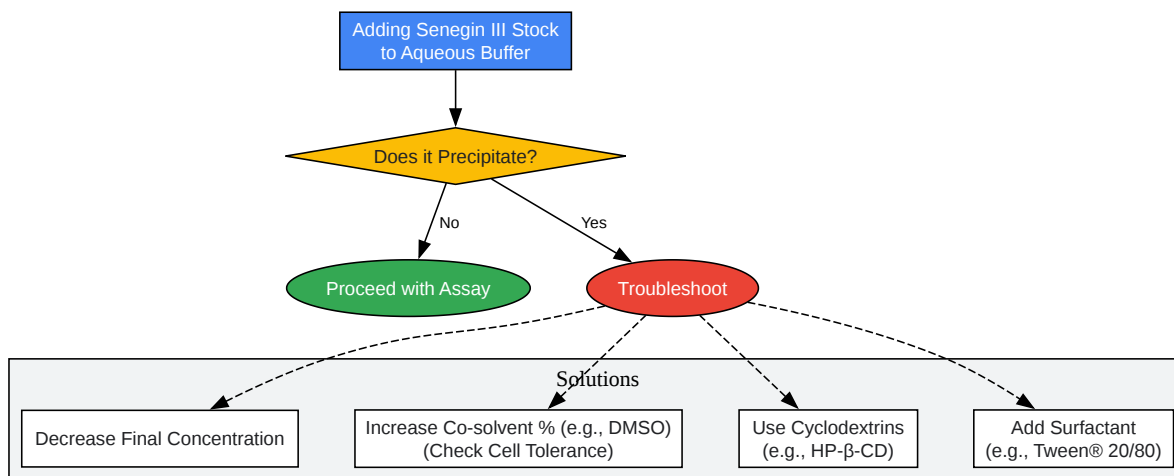 Adding Senegin III Stock
to Aqueous Buffer
Does it Precipitate?
No
Yes
Proceed with Assay
Troubleshoot
Solutions
Decrease Final Concentration
Increase Co-solvent % (e.g., DMSO)
(Check Cell Tolerance)
Use Cyclodextrins
(e.g., HP-β-CD)
Add Surfactant
(e.g., Tween® 20/80)